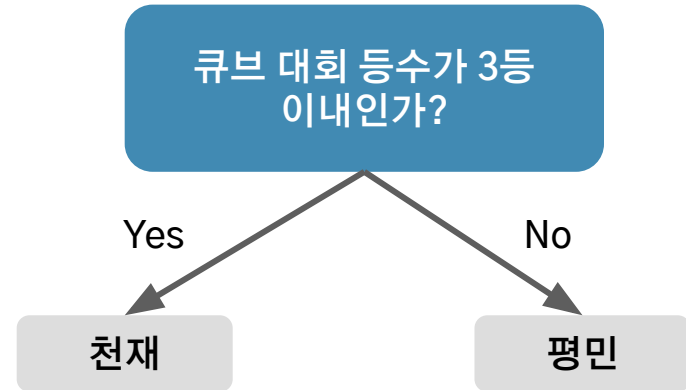 큐브 대회 등수가 3등
이내인가?
Yes
No
천재
평민